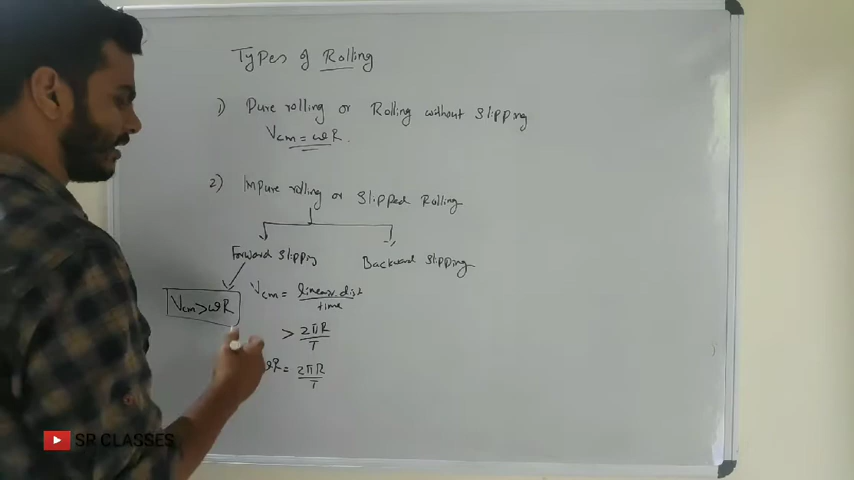 Types of Rolling
1) Pure rolling or Rolling without Slipping
Vcm = ωR.
2) Impure rolling or Slipped Rolling
Forward Slipping
Backward Slipping
Vcm = linear dist / time
Vcm > ωR
> 2πR / T
ωR = 2πR / T
SR CLASSES